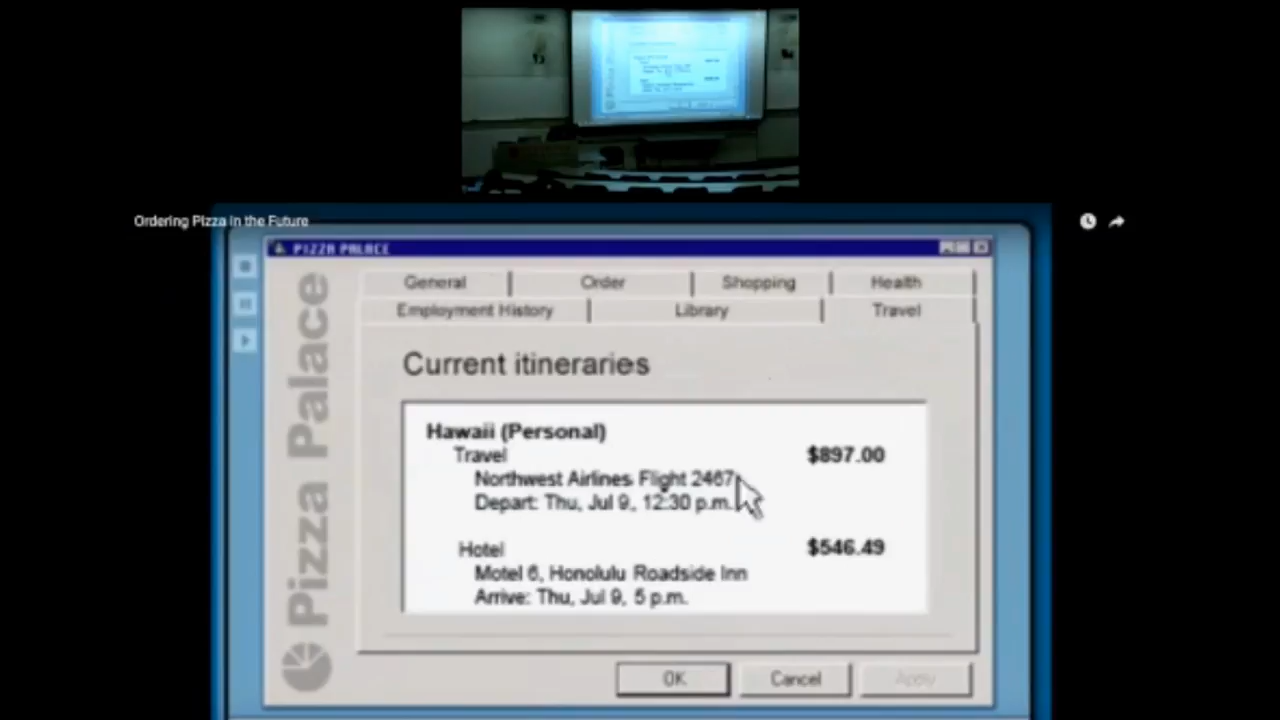 Ordering Pizza in the Future
PIZZA PALACE
General Order Shopping Health
Employment History Library Travel
Pizza Palace
Current itineraries
Hawaii (Personal)
Travel $897.00
Northwest Airlines Flight 2467
Depart: Thu, Jul 9, 12:30 p.m.
Hotel $546.49
Motel 6, Honolulu Roadside Inn
Arrive: Thu, Jul 9, 5 p.m.
OK Cancel Apply